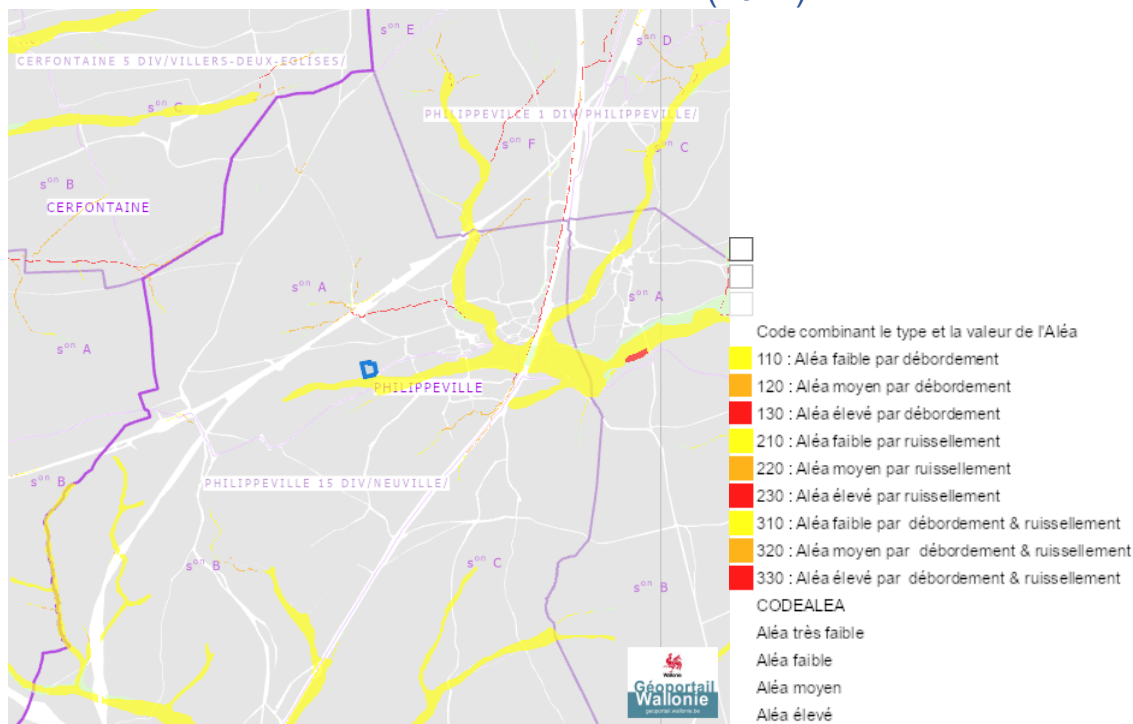 CERFONTAINE 5 DIV/VILLERS-DEUX-EGLISES/
sᵒⁿ E
sᵒⁿ D
sᵒⁿ C
PHILIPPEVILLE 1 DIV/PHILIPPEVILLE/
sᵒⁿ F
sᵒⁿ C
sᵒⁿ B
CERFONTAINE
sᵒⁿ A
sᵒⁿ A
sᵒⁿ A
PHILIPPEVILLE
sᵒⁿ B
PHILIPPEVILLE 15 DIV/NEUVILLE/
sᵒⁿ B
sᵒⁿ C
sᵒⁿ B
Wallonie
Géoportail
Wallonie
geoportail.wallonie.be
Code combinant le type et la valeur de l'Aléa
110 : Aléa faible par débordement
120 : Aléa moyen par débordement
130 : Aléa élevé par débordement
210 : Aléa faible par ruissellement
220 : Aléa moyen par ruissellement
230 : Aléa élevé par ruissellement
310 : Aléa faible par débordement & ruissellement
320 : Aléa moyen par débordement & ruissellement
330 : Aléa élevé par débordement & ruissellement
CODEALEA
Aléa très faible
Aléa faible
Aléa moyen
Aléa élevé